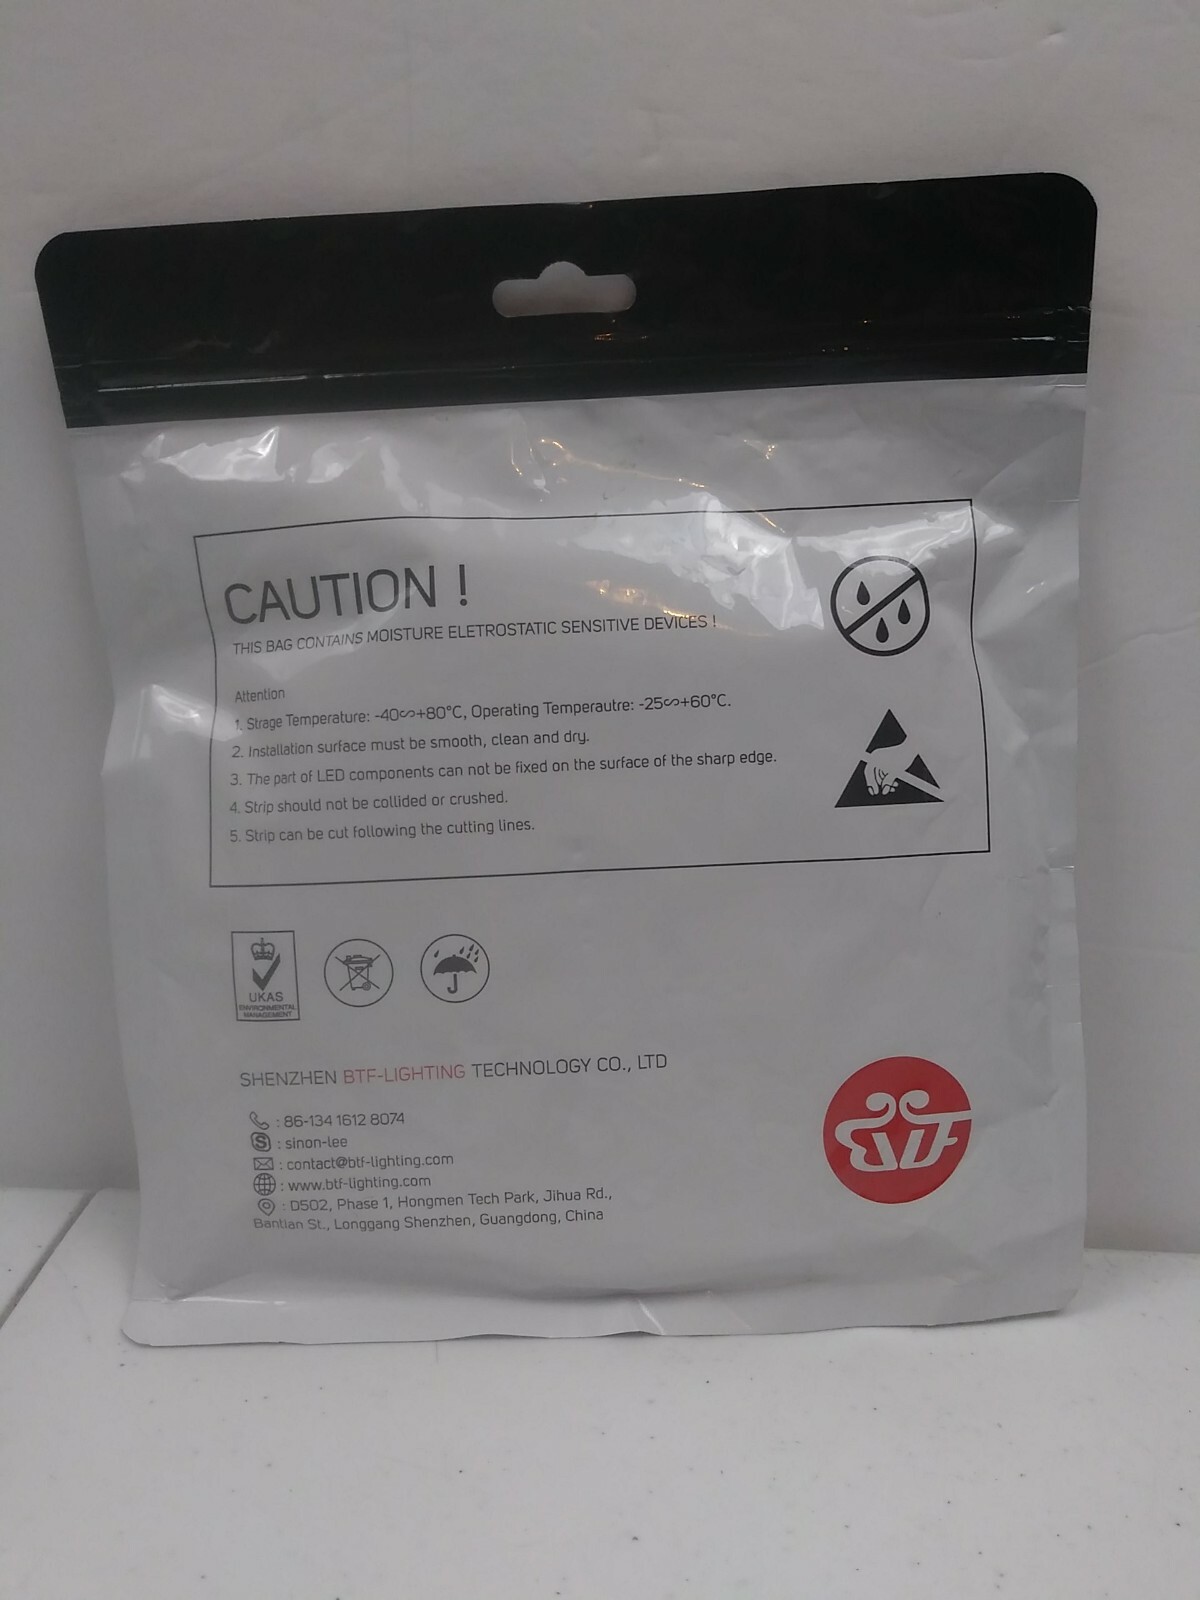 CAUTION !
THIS BAG CONTAINS MOISTURE ELETROSTATIC SENSITIVE DEVICES !
Attention
1. Strage Temperature: -40∽+80°C, Operating Temperautre: -25∽+60°C.
2. Installation surface must be smooth, clean and dry.
3. The part of LED components can not be fixed on the surface of the sharp edge.
4. Strip should not be collided or crushed.
5. Strip can be cut following the cutting lines.
UKAS
ENVIRONMENTAL
MANAGEMENT
SHENZHEN BTF-LIGHTING TECHNOLOGY CO., LTD
: 86-134 1612 8074
S : sinon-lee
: contact@btf-lighting.com
: www.btf-lighting.com
: D502, Phase 1, Hongmen Tech Park, Jihua Rd.,
Bantian St., Longgang Shenzhen, Guangdong, China
BTF